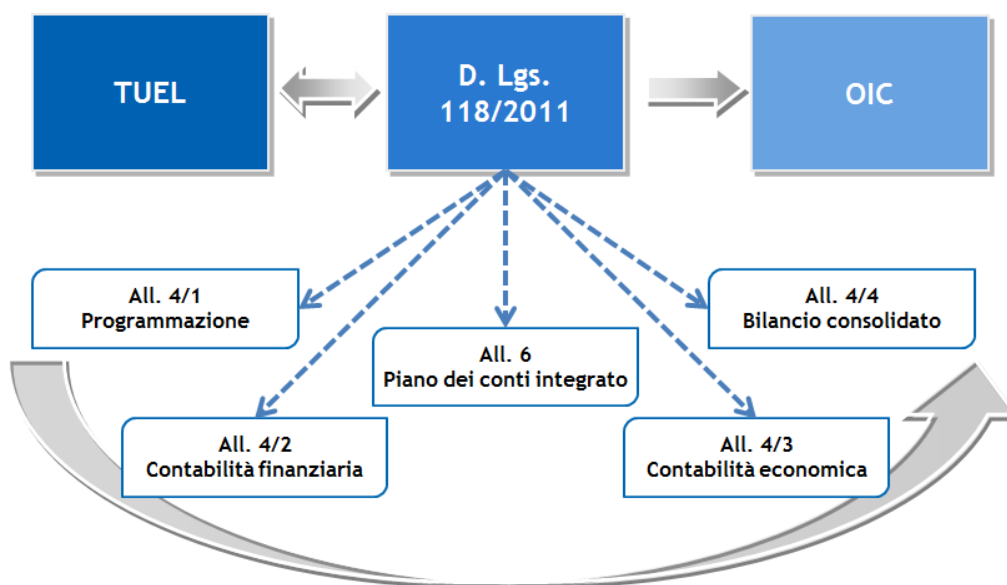 TUEL
D. Lgs.
118/2011
OIC
All. 4/1
Programmazione
All. 4/4
Bilancio consolidato
All. 6
Piano dei conti integrato
All. 4/2
Contabilità finanziaria
All. 4/3
Contabilità economica